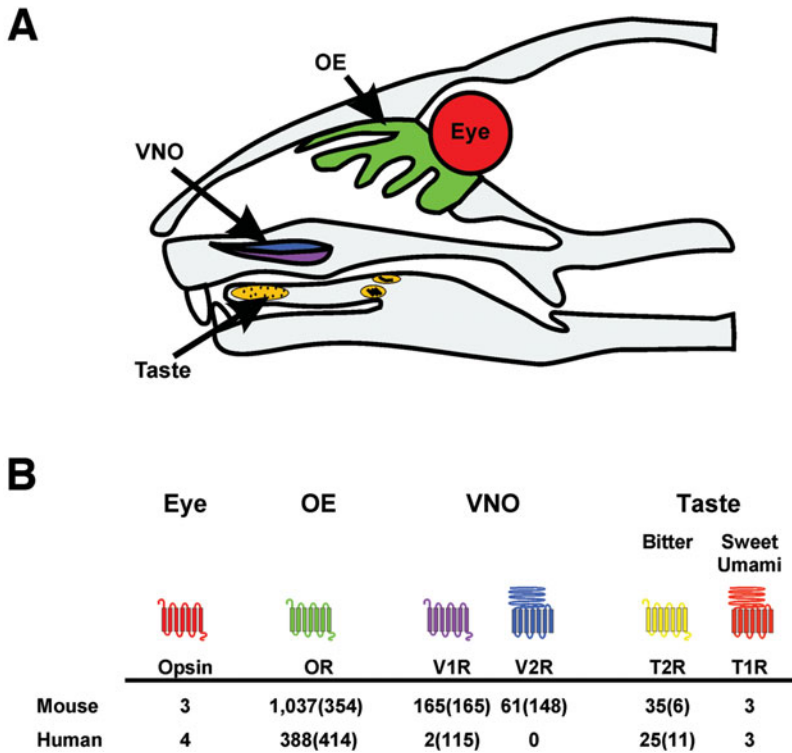 A
OE
Eye
VNO
Taste
B
Eye OE VNO Taste
Bitter Sweet
Umami
Opsin OR V1R V2R T2R T1R
Mouse 3 1,037(354) 165(165) 61(148) 35(6) 3
Human 4 388(414) 2(115) 0 25(11) 3